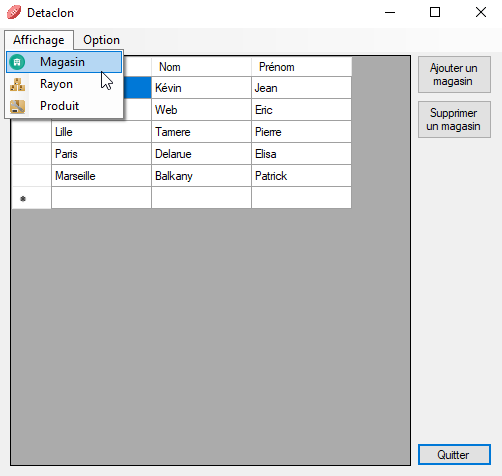 Detaclon
Affichage Option
Magasin
Rayon
Produit
Nom Prénom
Kévin Jean
Web Eric
Lille Tamere Pierre
Paris Delarue Elisa
Marseille Balkany Patrick
*
Ajouter un
magasin
Supprimer
un magasin
Quitter